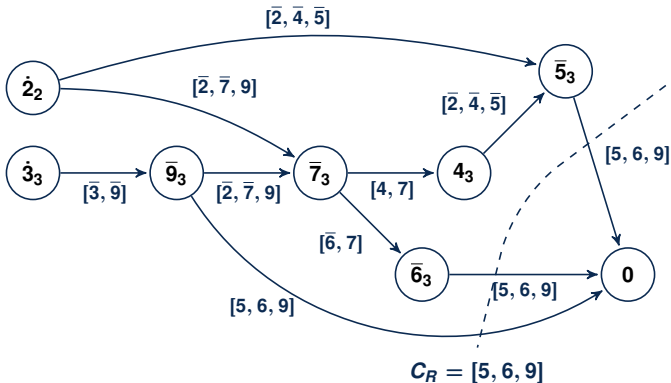 [2̅, 4̅, 5̅]
2̇₂
[2̅, 7̅, 9]
5̅₃
[2̅, 4̅, 5̅]
[5, 6, 9]
3̇₃
[3̅, 9̅]
9̅₃
[2̅, 7̅, 9]
7̅₃
[4, 7]
4₃
[6̅, 7]
6̅₃
[5, 6, 9]
0
[5, 6, 9]
C_R = [5, 6, 9]